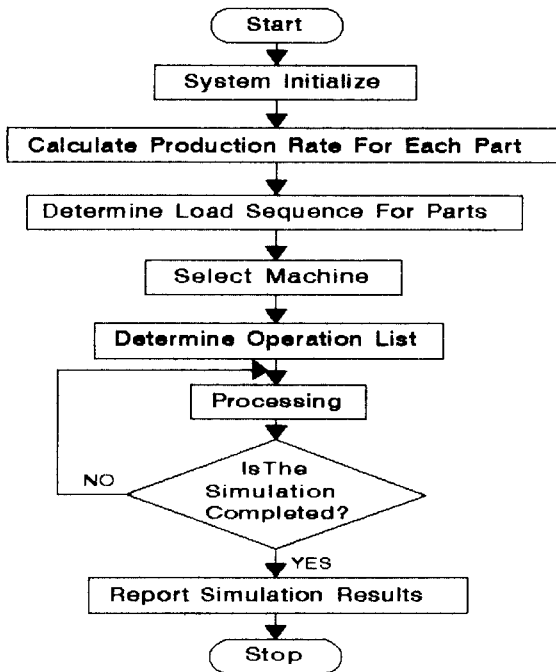 Start
System Initialize
Calculate Production Rate For Each Part
Determine Load Sequence For Parts
Select Machine
Determine Operation List
Processing
IsThe
Simulation
Completed?
NO
YES
Report Simulation Results
Stop